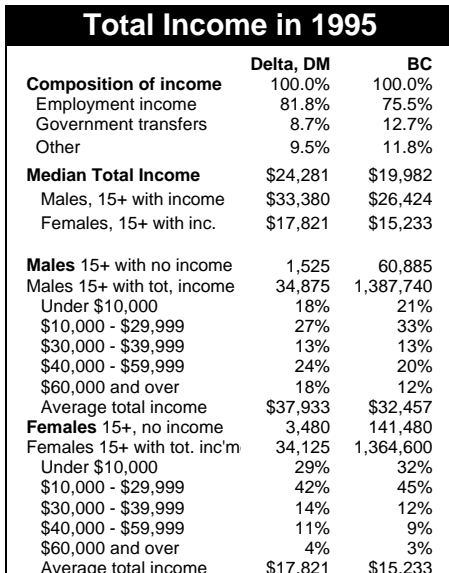 Total Income in 1995
Delta, DM BC
Composition of income 100.0% 100.0%
Employment income 81.8% 75.5%
Government transfers 8.7% 12.7%
Other 9.5% 11.8%
Median Total Income $24,281 $19,982
Males, 15+ with income $33,380 $26,424
Females, 15+ with inc. $17,821 $15,233
Males 15+ with no income 1,525 60,885
Males 15+ with tot, income 34,875 1,387,740
Under $10,000 18% 21%
$10,000 - $29,999 27% 33%
$30,000 - $39,999 13% 13%
$40,000 - $59,999 24% 20%
$60,000 and over 18% 12%
Average total income $37,933 $32,457
Females 15+, no income 3,480 141,480
Females 15+ with tot. inc'm 34,125 1,364,600
Under $10,000 29% 32%
$10,000 - $29,999 42% 45%
$30,000 - $39,999 14% 12%
$40,000 - $59,999 11% 9%
$60,000 and over 4% 3%
Average total income $17,821 $15,233